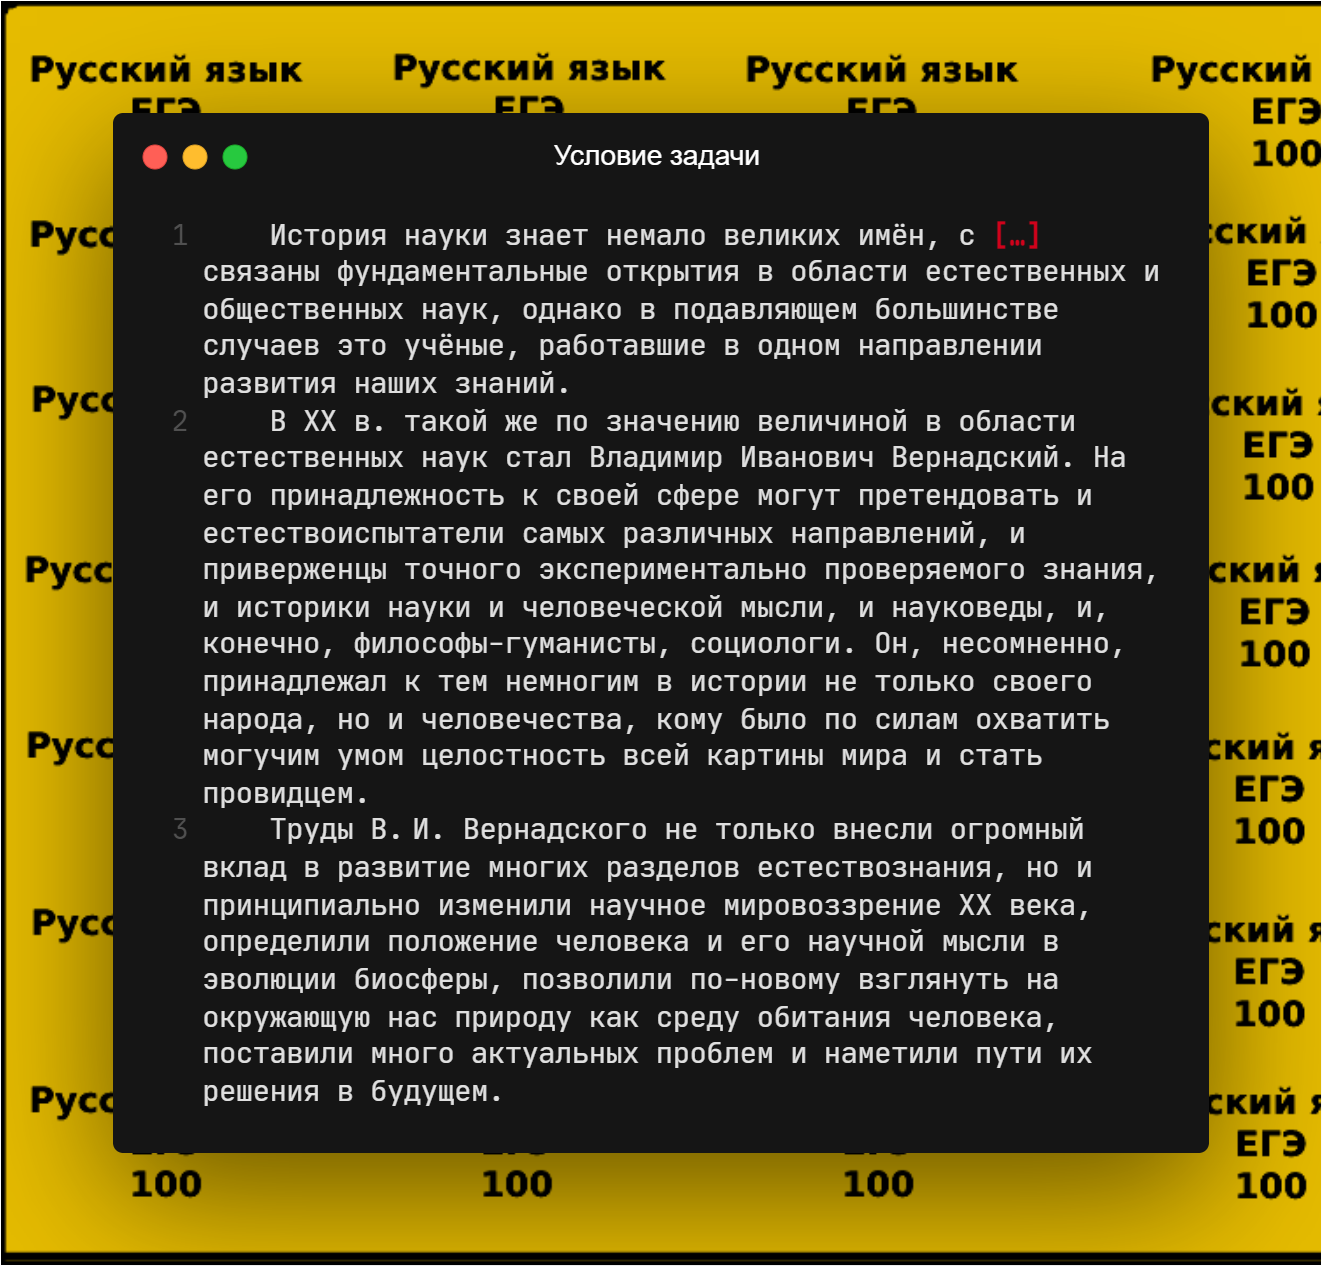 Русский язык Русский язык Русский язык Русский
ЕГЭ ЕГЭ ЕГЭ ЕГЭ
100
Условие задачи
1 История науки знает немало великих имён, с […]
связаны фундаментальные открытия в области естественных и
общественных наук, однако в подавляющем большинстве
случаев это учёные, работавшие в одном направлении
развития наших знаний.
2 В XX в. такой же по значению величиной в области
естественных наук стал Владимир Иванович Вернадский. На
его принадлежность к своей сфере могут претендовать и
естествоиспытатели самых различных направлений, и
приверженцы точного экспериментально проверяемого знания,
и историки науки и человеческой мысли, и науковеды, и,
конечно, философы-гуманисты, социологи. Он, несомненно,
принадлежал к тем немногим в истории не только своего
народа, но и человечества, кому было по силам охватить
могучим умом целостность всей картины мира и стать
провидцем.
3 Труды В. И. Вернадского не только внесли огромный
вклад в развитие многих разделов естествознания, но и
принципиально изменили научное мировоззрение XX века,
определили положение человека и его научной мысли в
эволюции биосферы, позволили по-новому взглянуть на
окружающую нас природу как среду обитания человека,
поставили много актуальных проблем и наметили пути их
решения в будущем.
Русс ский
ЕГЭ
100
Русс ский я
ЕГЭ
100
Русс ский я
ЕГЭ
100
Русс ский я
ЕГЭ
100
Русс ский я
ЕГЭ
100
Русс ский я
ЕГЭ
100 100 100 100